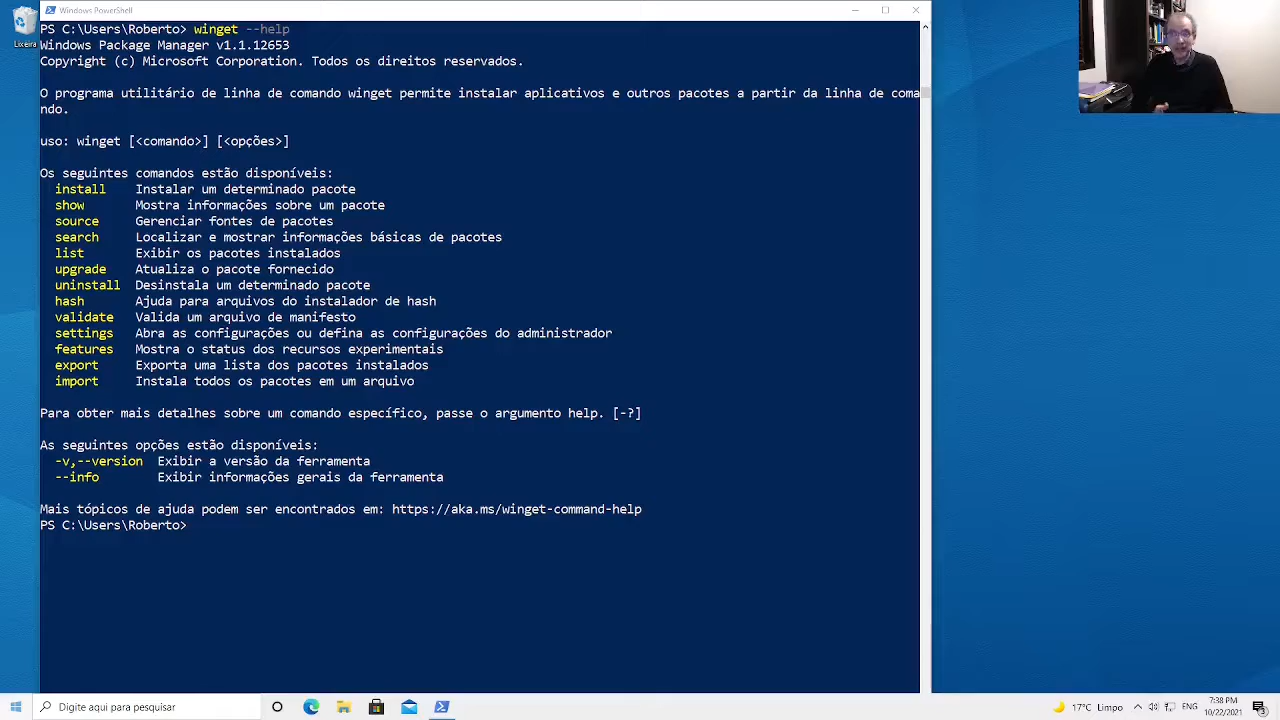 Windows PowerShell
Lixeira
PS C:\Users\Roberto> winget --help
Windows Package Manager v1.1.12653
Copyright (c) Microsoft Corporation. Todos os direitos reservados.
O programa utilitário de linha de comando winget permite instalar aplicativos e outros pacotes a partir da linha de coma
ndo.
uso: winget [<comando>] [<opções>]
Os seguintes comandos estão disponíveis:
install Instalar um determinado pacote
show Mostra informações sobre um pacote
source Gerenciar fontes de pacotes
search Localizar e mostrar informações básicas de pacotes
list Exibir os pacotes instalados
upgrade Atualiza o pacote fornecido
uninstall Desinstala um determinado pacote
hash Ajuda para arquivos do instalador de hash
validate Valida um arquivo de manifesto
settings Abra as configurações ou defina as configurações do administrador
features Mostra o status dos recursos experimentais
export Exporta uma lista dos pacotes instalados
import Instala todos os pacotes em um arquivo
Para obter mais detalhes sobre um comando específico, passe o argumento help. [-?]
As seguintes opções estão disponíveis:
-v,--version Exibir a versão da ferramenta
--info Exibir informações gerais da ferramenta
Mais tópicos de ajuda podem ser encontrados em: https://aka.ms/winget-command-help
PS C:\Users\Roberto>
Digite aqui para pesquisar
17°C Limpo
ENG
7:38 PM
10/22/2021
3